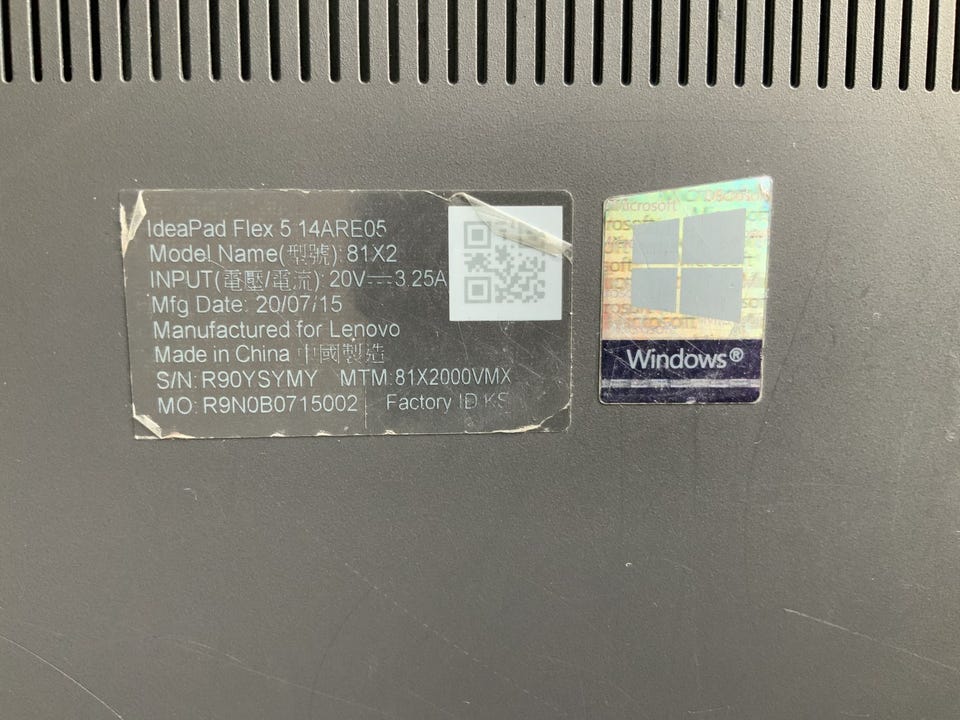 IdeaPad Flex 5 14ARE05
Model Name(型號): 81X2
INPUT(電壓/電流): 20V⎓3.25A
Mfg Date: 20/07/15
Manufactured for Lenovo
Made in China 中國製造
S/N: R90YSYMY MTM:81X2000VMX
MO: R9N0B0715002 Factory ID:KS
Microsoft
Windows®